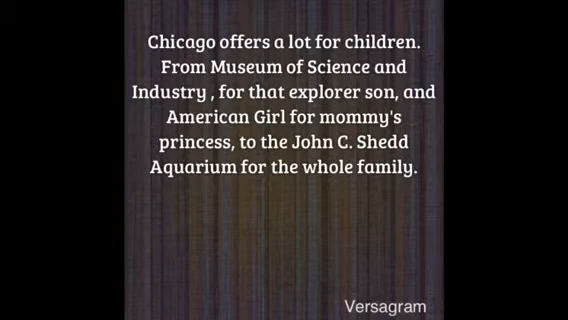 Chicago offers a lot for children.
From Museum of Science and
Industry , for that explorer son, and
American Girl for mommy's
princess, to the John C. Shedd
Aquarium for the whole family.
Versagram